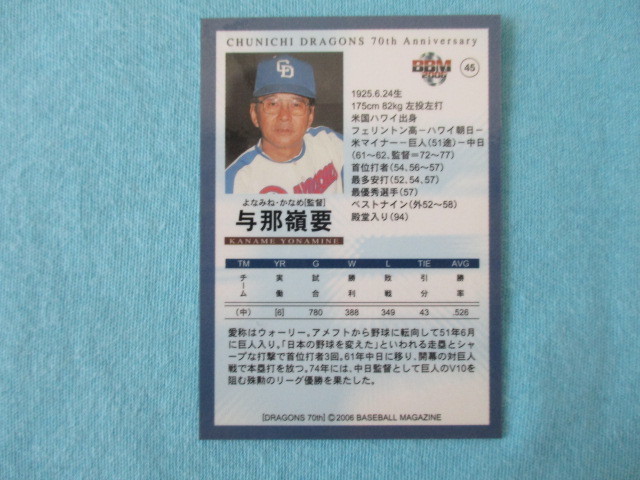 CHUNICHI DRAGONS 70th Anniversary
BBM
2006
45
CD
1925.6.24生
175cm 82kg 左投左打
米国ハワイ出身
フェリントン高ー ハワイ朝日ー
米マイナーー巨人(51途)ー中日
(61〜62、監督=72〜77)
首位打者(54、56〜57)
最多安打(52、54、57)
最優秀選手(57)
ベストナイン(外52〜58)
殿堂入り(94)
よなみね・かなめ[監督]
与那嶺要
KANAME YONAMINE
TM YR G W L TIE AVG
チーム 実働 試合 勝利 敗戦 引分 勝率
(中) [6] 780 388 349 43 .526
愛称はウォーリー。アメフトから野球に転向して51年6月
に巨人入り。「日本の野球を変えた」といわれる走塁とシャ
ープな打撃で首位打者3回。61年中日に移り、開幕の対巨人
戦で本塁打を放つ。74年には、中日監督として巨人のV10を
阻む殊勲のリーグ優勝を果たした。
[DRAGONS 70th] ©2006 BASEBALL MAGAZINE